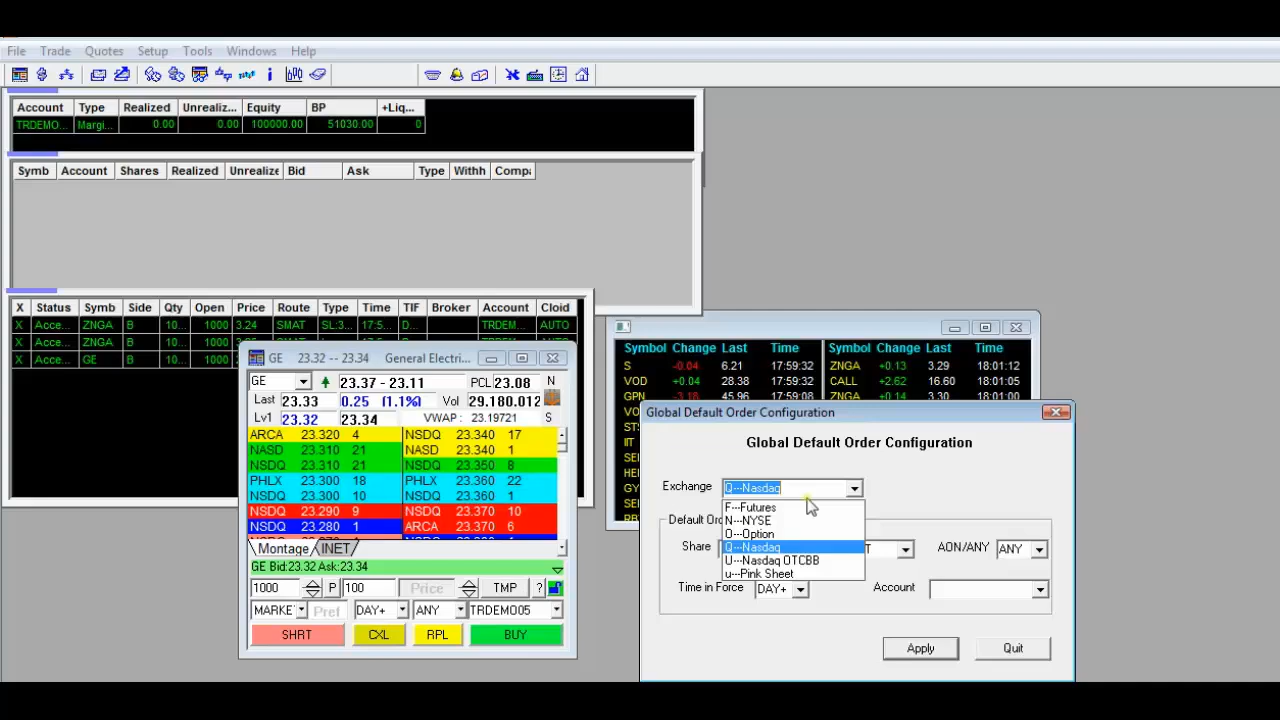 File Trade Quotes Setup Tools Windows Help
Account Type Realized Unrealiz... Equity BP +Liq...
TRDEMO... Margi... 0.00 0.00 100000.00 51030.00 0
Symb Account Shares Realized Unrealize Bid Ask Type Withh Compa
X Status Symb Side Qty Open Price Route Type Time TIF Broker Account Cloid
X Acce... ZNGA B 10... 1000 3.24 SMAT SL:3... 17:5... D... TRDEM... AUTO
X Acce... ZNGA B 10... 1000
X Acce... GE B 10... 1000
GE 23.32 -- 23.34 General Electri...
GE 23.37 - 23.11 PCL 23.08 N
Last 23.33 0.25 (1.1%) Vol 29.180.012
Lv1 23.32 23.34 VWAP : 23.19721 S
ARCA 23.320 4 NSDQ 23.340 17
NASD 23.310 21 NASD 23.340 1
NSDQ 23.310 21 NSDQ 23.350 8
PHLX 23.300 18 PHLX 23.360 22
NSDQ 23.300 10 NSDQ 23.360 1
NSDQ 23.290 9 NSDQ 23.370 10
NSDQ 23.280 1 ARCA 23.370 6
Montage INET
GE Bid:23.32 Ask:23.34
1000 P 100 Price TMP ?
MARKE Pref DAY+ ANY TRDEMO05
SHRT CXL RPL BUY
Symbol Change Last Time Symbol Change Last Time
S -0.04 6.21 17:59:32 ZNGA +0.13 3.29 18:01:12
VOD +0.04 28.38 17:59:32 CALL +2.62 16.60 18:01:05
GPN -3.18 45.96 17:59:32 ZNGA +0.14 3.30 18:01:00
Global Default Order Configuration
Global Default Order Configuration
Exchange Q---Nasdaq
F---Futures
N---NYSE
O---Option
Q---Nasdaq
U---Nasdaq OTCBB
u---Pink Sheet
Default Or
Share T AON/ANY ANY
Time in Force DAY+ Account
Apply Quit